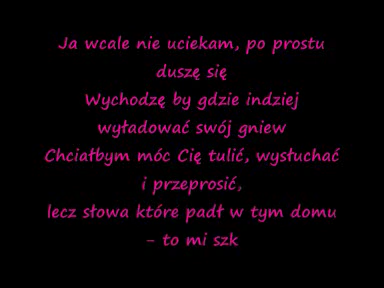 Ja wcale nie uciekam, po prostu
duszę się
Wychodzę by gdzie indziej
wyładować swój gniew
Chciałbym móc Cię tulić, wysłuchać
i przeprosić,
lecz słowa które padł w tym domu
- to mi szk